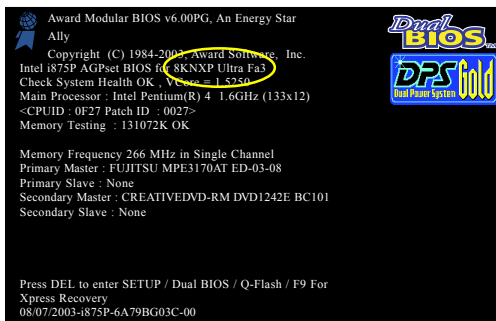 Award Modular BIOS v6.00PG, An Energy Star
Ally
Copyright (C) 1984-2003, Award Software, Inc.
Intel i875P AGPset BIOS for 8KNXP Ultra Fa3
Check System Health OK , VCore = 1.5250
Main Processor : Intel Pentium(R) 4 1.6GHz (133x12)
<CPUID : 0F27 Patch ID : 0027>
Memory Testing : 131072K OK
Memory Frequency 266 MHz in Single Channel
Primary Master : FUJITSU MPE3170AT ED-03-08
Primary Slave : None
Secondary Master : CREATIVEDVD-RM DVD1242E BC101
Secondary Slave : None
Press DEL to enter SETUP / Dual BIOS / Q-Flash / F9 For
Xpress Recovery
08/07/2003-i875P-6A79BG03C-00
Dual
BIOS
DPS Gold
Dual Power System